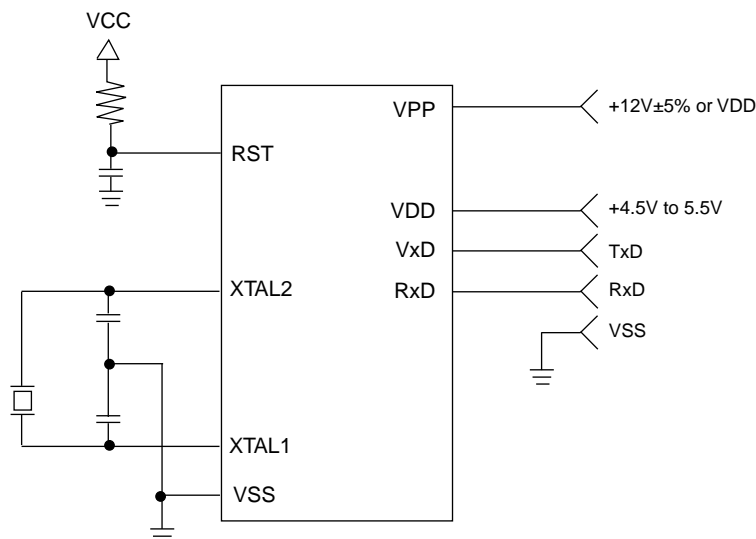 VCC
VPP
+12V±5% or VDD
RST
VDD
+4.5V to 5.5V
VxD
TxD
XTAL2
RxD
RxD
VSS
XTAL1
VSS